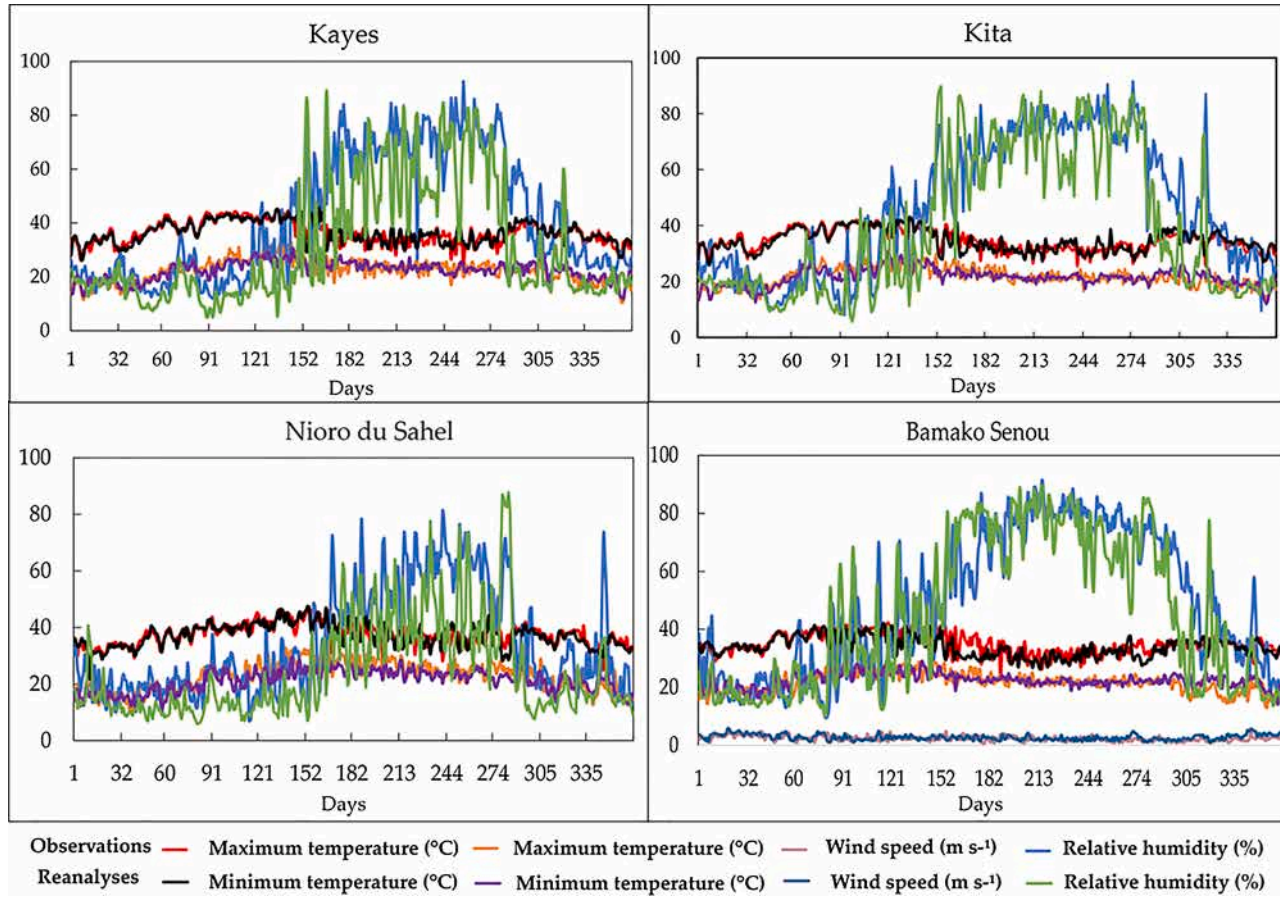 Kayes
100
80
60
40
20
0
1 32 60 91 121 152 182 213 244 274 305 335
Days
Kita
100
80
60
40
20
0
1 32 60 91 121 152 182 213 244 274 305 335
Days
Nioro du Sahel
100
80
60
40
20
0
1 32 60 91 121 152 182 213 244 274 305 335
Days
Bamako Senou
100
80
60
40
20
0
1 32 60 91 121 152 182 213 244 274 305 335
Days
Observations Maximum temperature (°C) Maximum temperature (°C) Wind speed (m s-¹) Relative humidity (%)
Reanalyses Minimum temperature (°C) Minimum temperature (°C) Wind speed (m s-¹) Relative humidity (%)